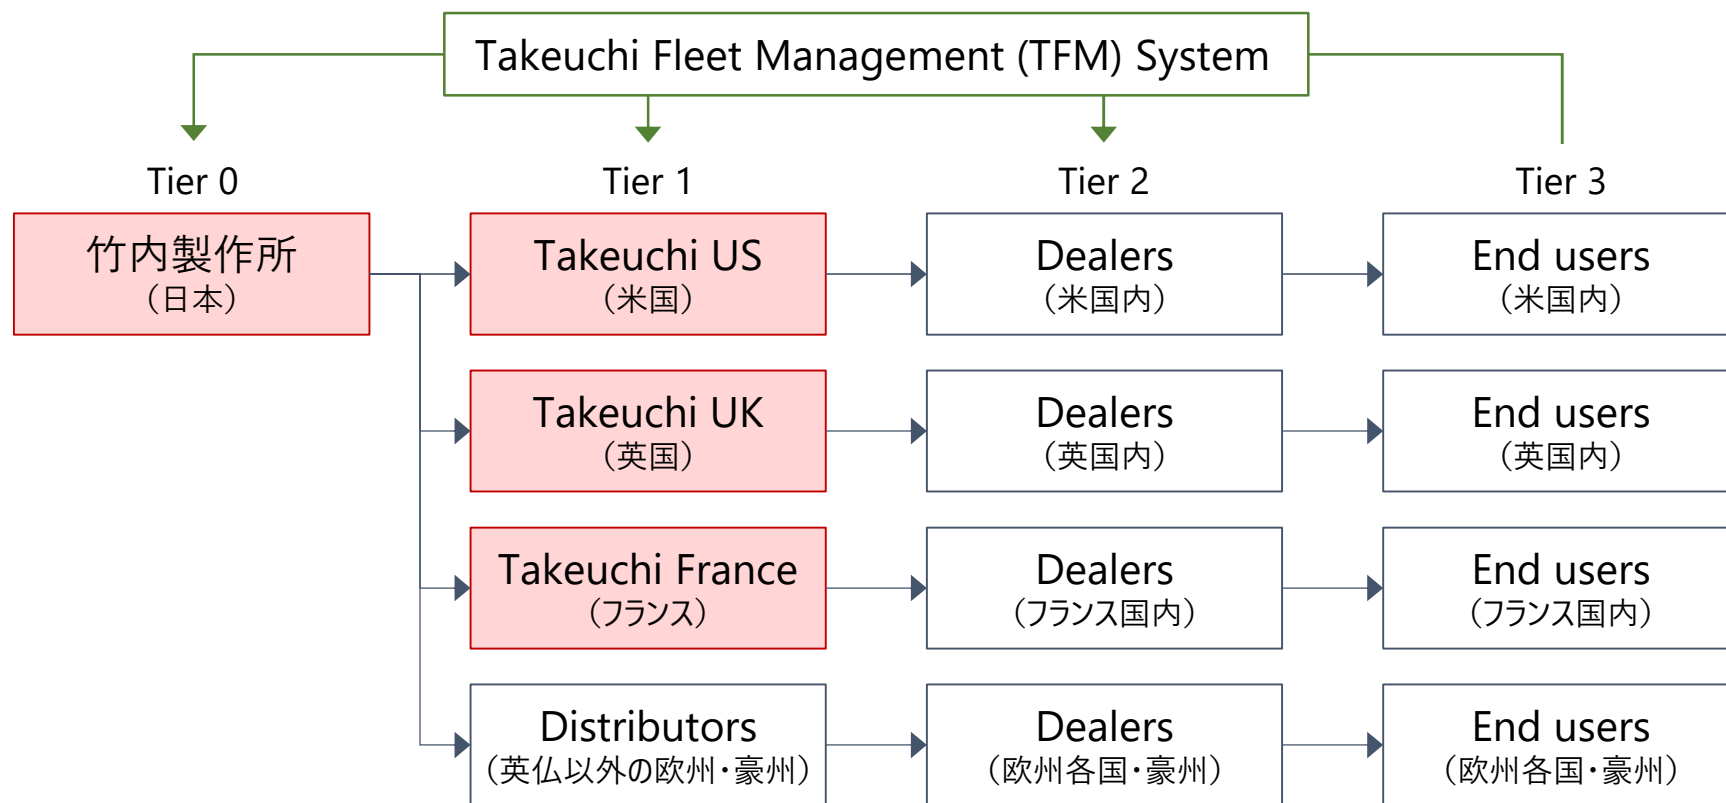 Takeuchi Fleet Management (TFM) System
Tier 0
Tier 1
Tier 2
Tier 3
竹内製作所
（日本）
Takeuchi US
（米国）
Dealers
（米国内）
End users
（米国内）
Takeuchi UK
（英国）
Dealers
（英国内）
End users
（英国内）
Takeuchi France
（フランス）
Dealers
（フランス国内）
End users
（フランス国内）
Distributors
（英仏以外の欧州・豪州）
Dealers
（欧州各国・豪州）
End users
（欧州各国・豪州）